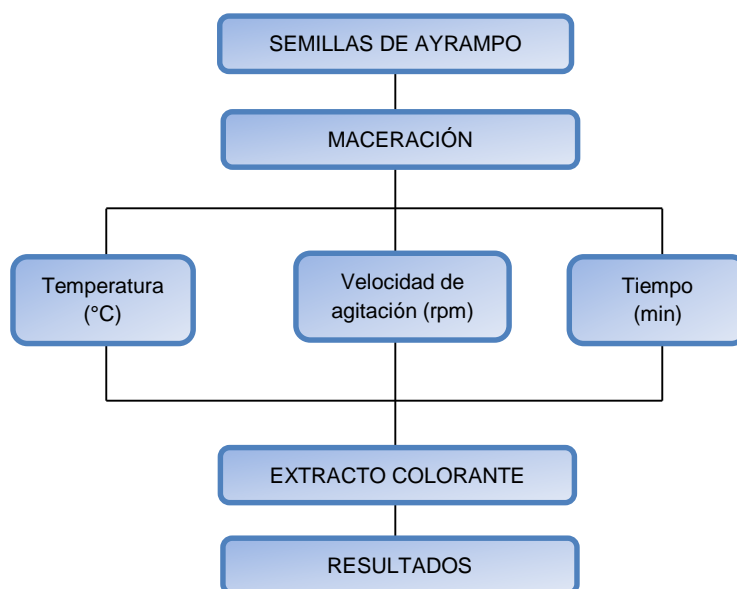 SEMILLAS DE AYRAMPO
MACERACIÓN
Temperatura
(°C)
Velocidad de
agitación (rpm)
Tiempo
(min)
EXTRACTO COLORANTE
RESULTADOS